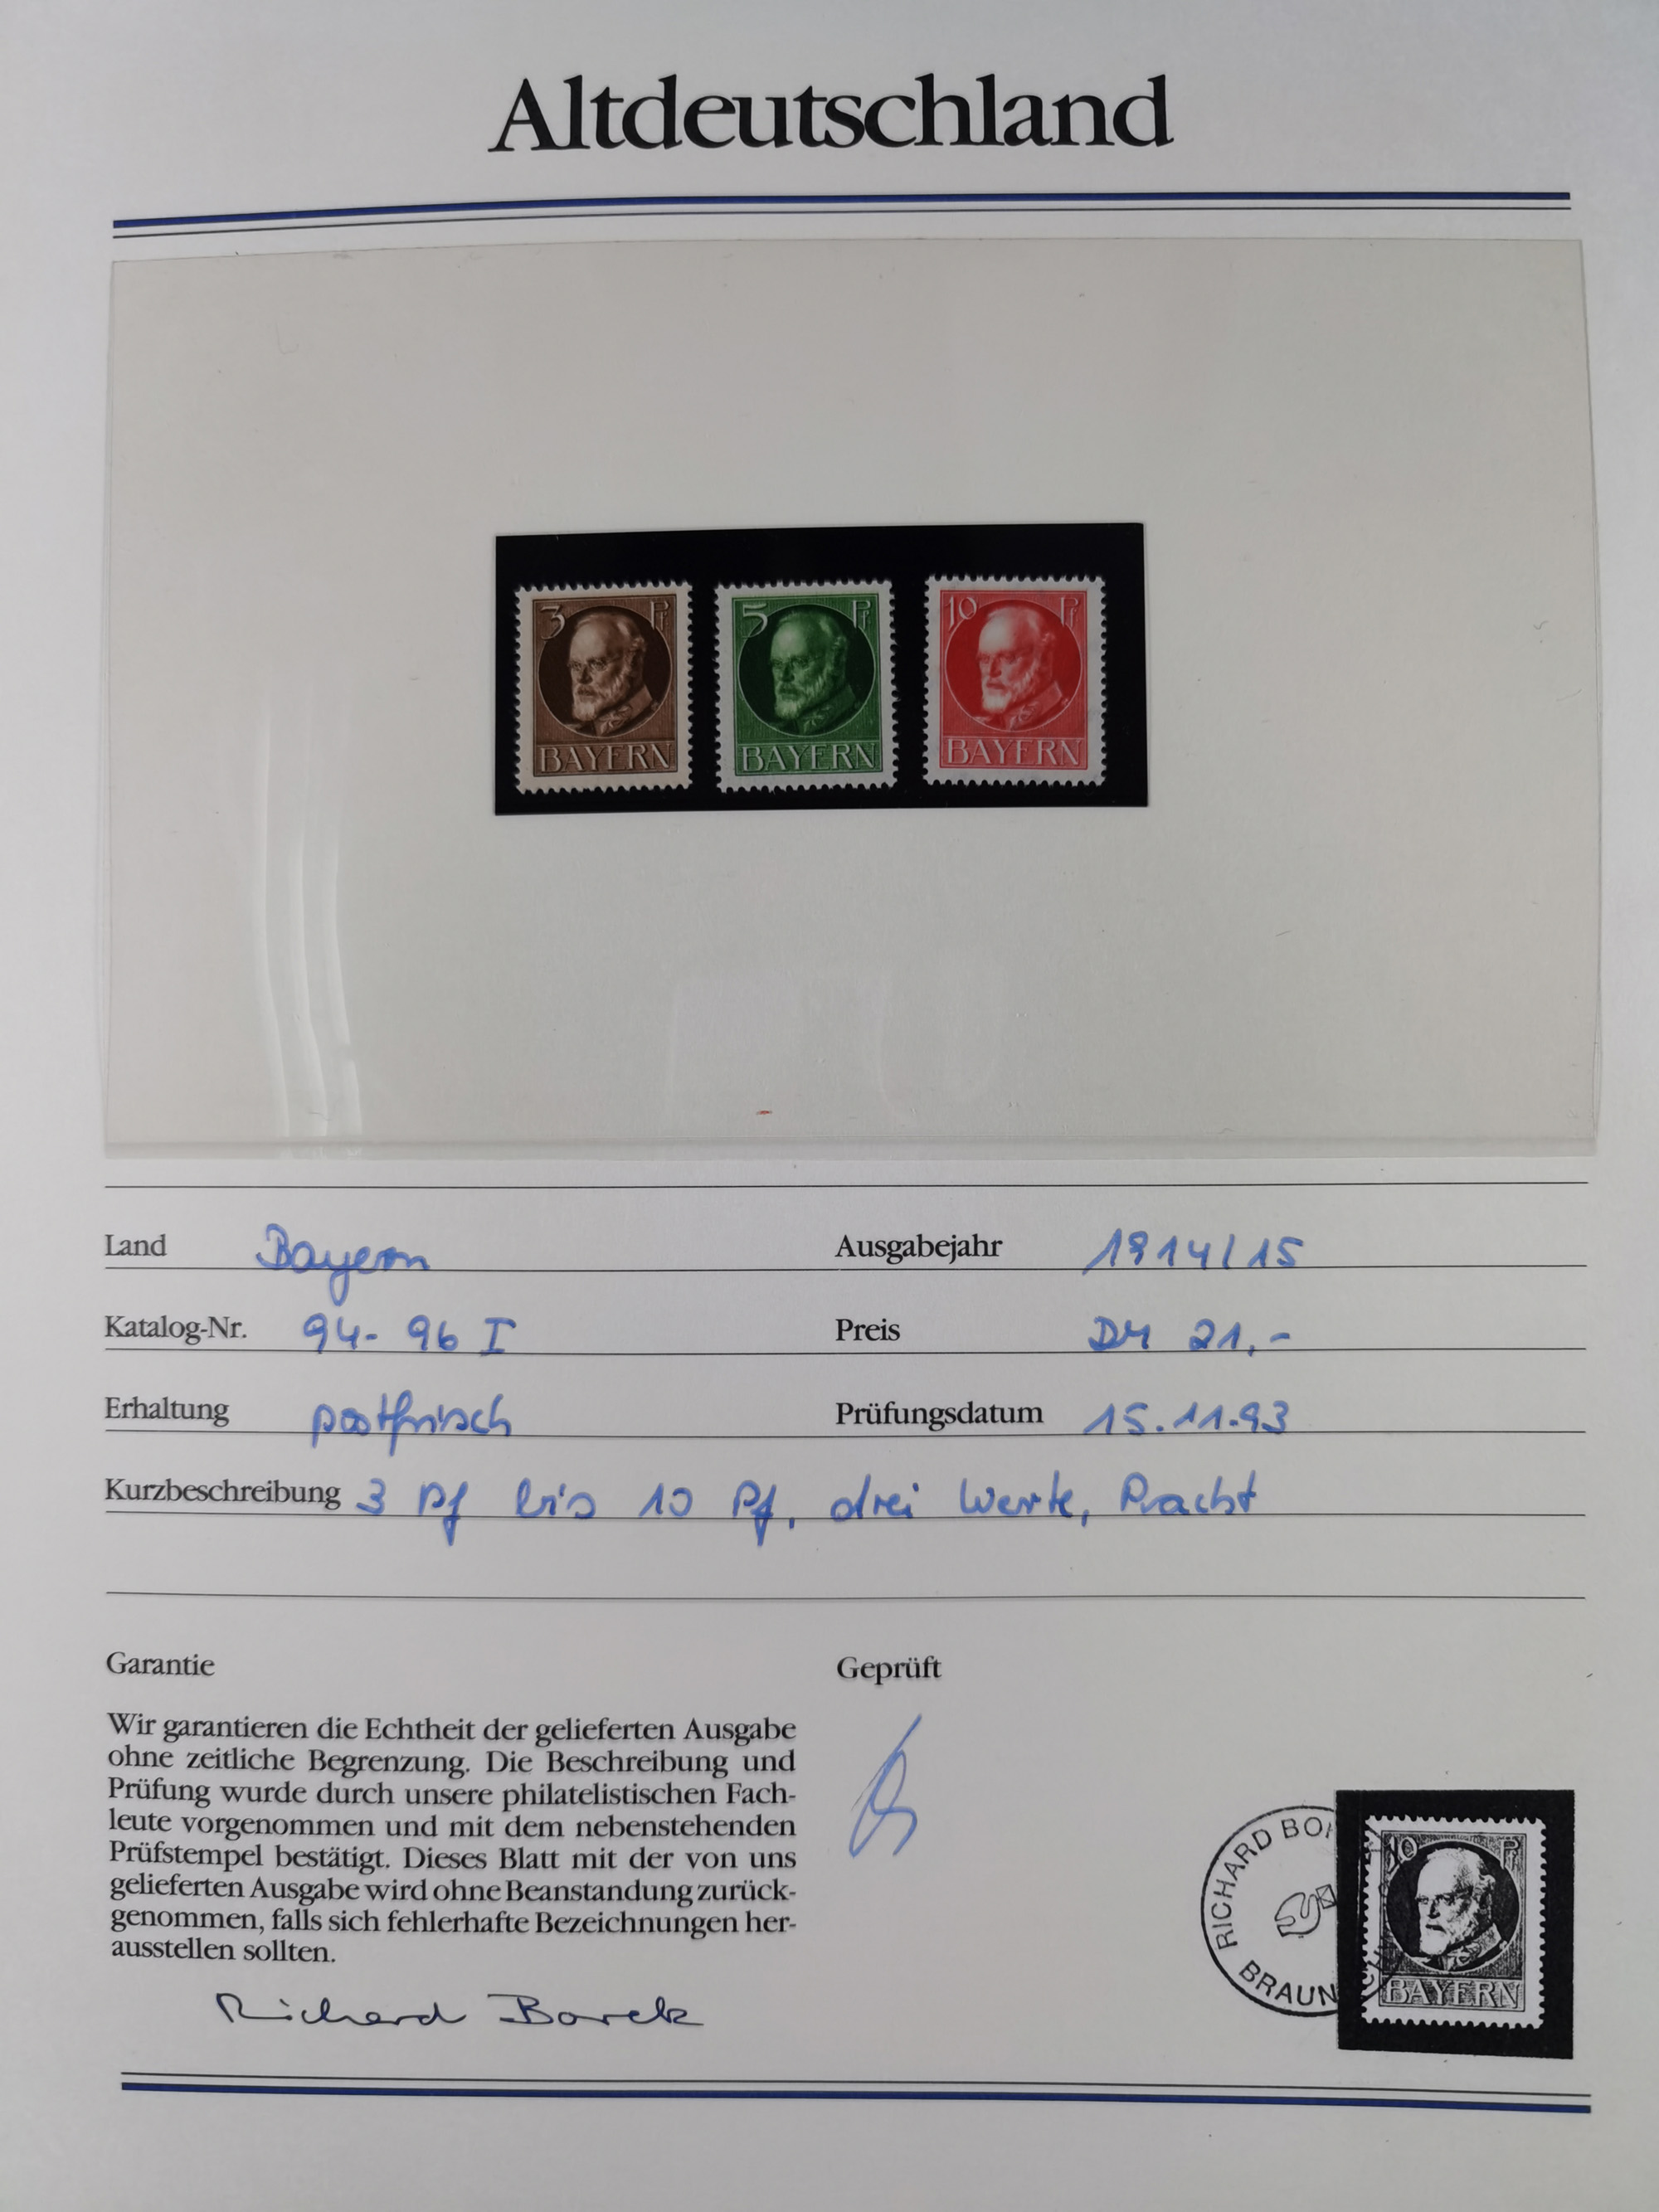 Altdeutschland
3 Pf
BAYERN
5 Pf
BAYERN
10 Pf
BAYERN
Land Bayern
Ausgabejahr 1914/15
Katalog-Nr. 94-96 I
Preis DM 21,-
Erhaltung postfrisch
Prüfungsdatum 15.11.93
Kurzbeschreibung 3 Pf bis 10 Pf, drei Werte, Pracht
Garantie
Wir garantieren die Echtheit der gelieferten Ausgabe
ohne zeitliche Begrenzung. Die Beschreibung und
Prüfung wurde durch unsere philatelistischen Fach-
leute vorgenommen und mit dem nebenstehenden
Prüfstempel bestätigt. Dieses Blatt mit der von uns
gelieferten Ausgabe wird ohne Beanstandung zurück-
genommen, falls sich fehlerhafte Bezeichnungen her-
ausstellen sollten.
Richard Borek
Geprüft
RICHARD BO
BRAUN
10 Pf
BAYERN